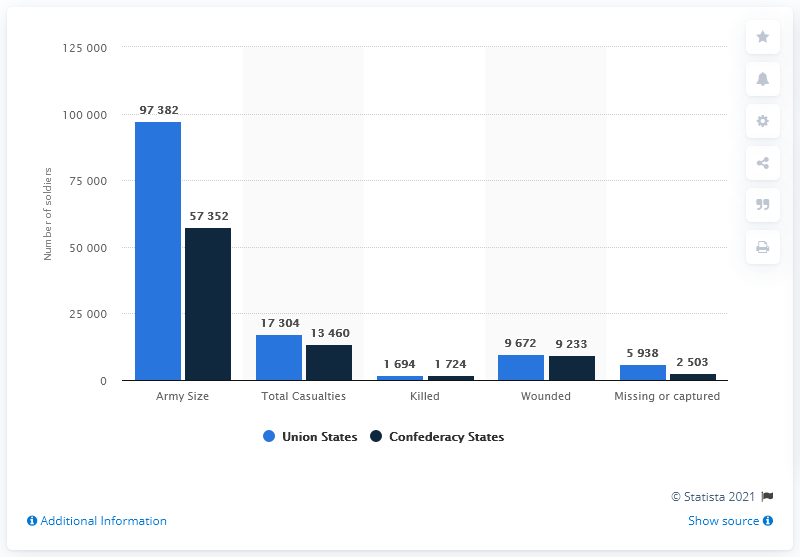 125 000
100 000
75 000
50 000
25 000
0
Number of soldiers
97 382
57 352
17 304
13 460
1 694
1 724
9 672
9 233
5 938
2 503
Army Size
Total Casualties
Killed
Wounded
Missing or captured
Union States
Confederacy States
© Statista 2021
Additional Information
Show source